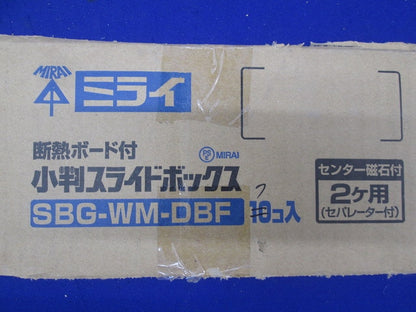 MIRAI ミライ
断熱ボード付 PS E MIRAI
小判スライドボックス
SBG-WM-DBF 10コ入
7
センター磁石付
2ヶ用
(セパレーター付)